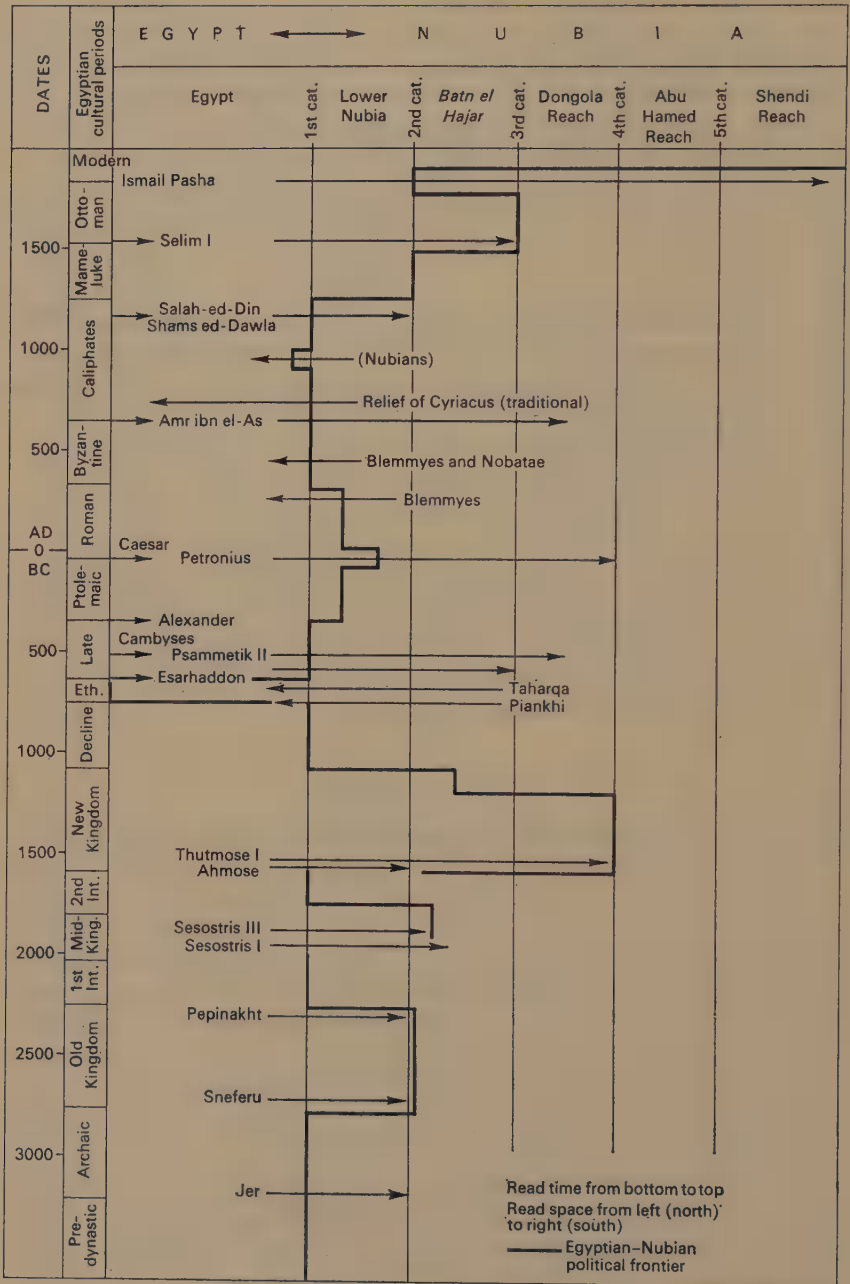 DATES
Egyptian cultural periods
E G Y P T
N U B I A
Egypt
1st cat.
Lower Nubia
2nd cat.
Batn el Hajar
3rd cat.
Dongola Reach
4th cat.
Abu Hamed Reach
5th cat.
Shendi Reach
Modern
Ismail Pasha
Otto-
man
Selim I
1500
Mame-
luke
Salah-ed-Din
Shams ed-Dawla
1000
Caliphates
(Nubians)
Relief of Cyriacus (traditional)
Amr ibn el-As
500
Byzan-
tine
Blemmyes and Nobatae
Blemmyes
Roman
AD
0
BC
Caesar
Petronius
Ptole-
maic
Alexander
Late
Cambyses
500
Psammetik II
Esarhaddon
Eth.
Taharqa
Piankhi
Decline
1000
New
Kingdom
1500
Thutmose I
Ahmose
2nd
Int.
Mid-
King.
Sesostris III
Sesostris I
2000
1st
Int.
Pepinakht
Old
Kingdom
2500
Sneferu
3000
Archaic
Jer
Pre-
dynastic
Read time from bottom to top
Read space from left (north)
to right (south)
Egyptian–Nubian
political frontier